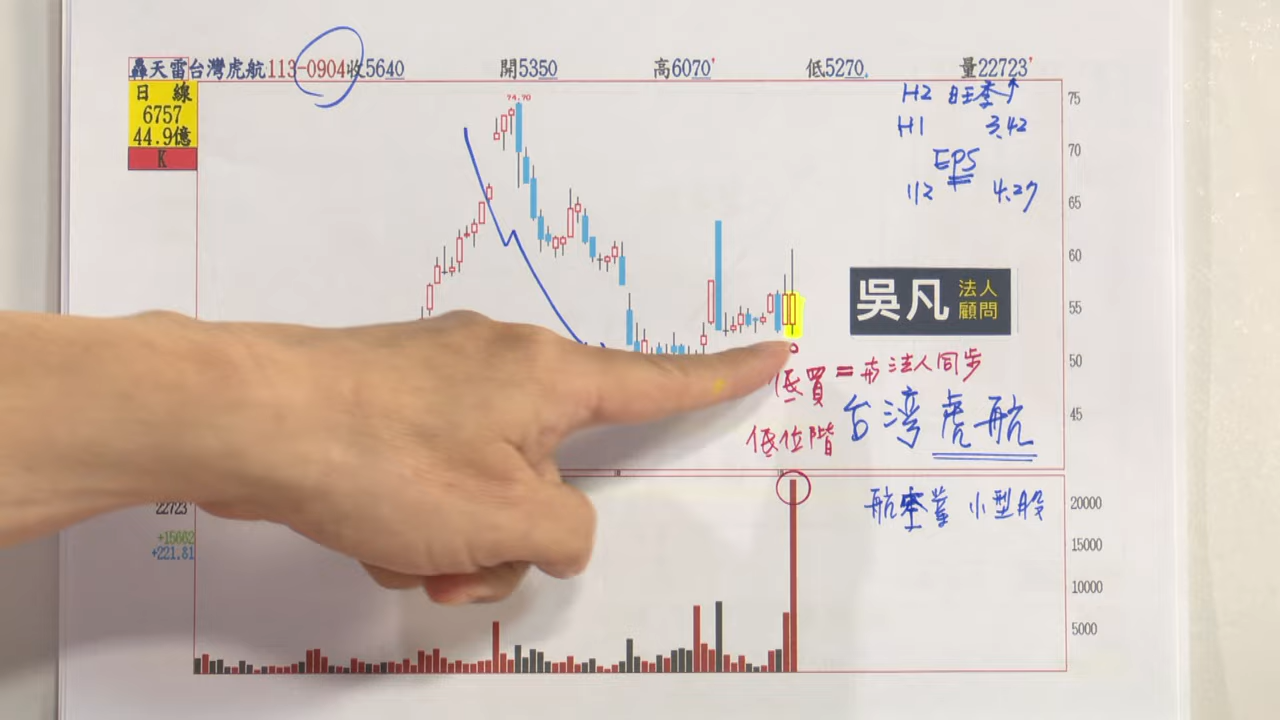 轟天雷台灣虎航113-0904收5640 開5350 高6070' 低5270. 量22723'
日 線
6757
44.9億
K
74.70
H2 旺季↑
H1 3.42
EPS
112 4.27
75
70
65
60
55
50
45
吳凡 法人
顧問
低買=與法人同步
低位階
台湾虎航
航空業 小型股
22723'
+15662
+221.81
20000
15000
10000
5000